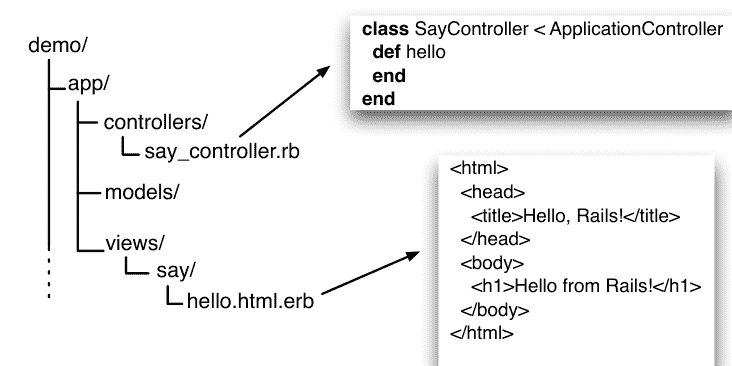 demo/
app/
controllers/
say_controller.rb
models/
views/
say/
hello.html.erb
class SayController < ApplicationController
def hello
end
end
<html>
<head>
<title>Hello, Rails!</title>
</head>
<body>
<h1>Hello from Rails!</h1>
</body>
</html>